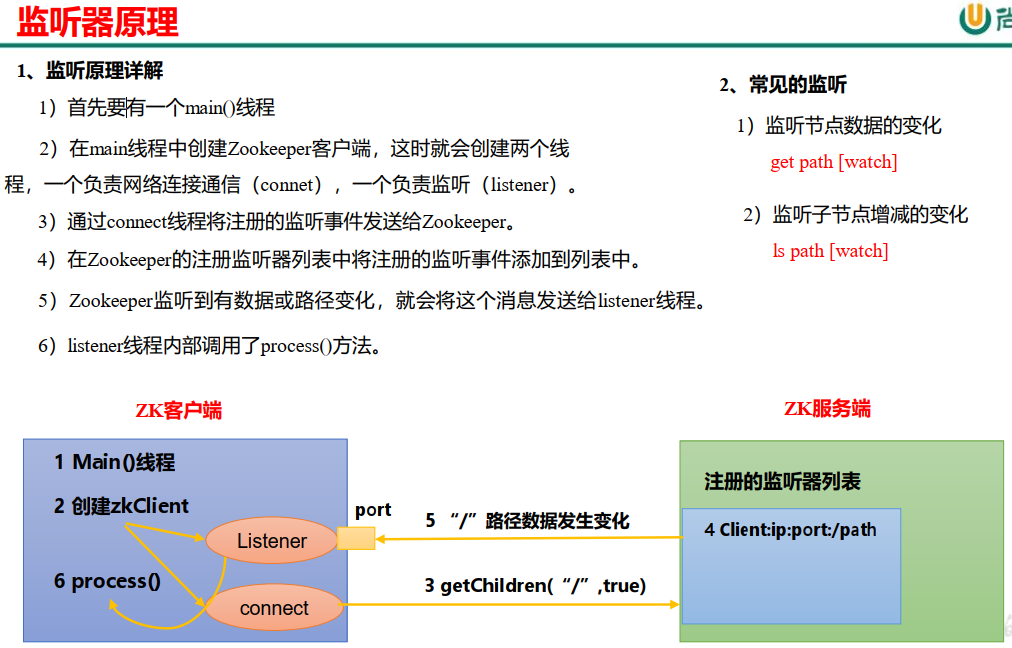 监听器原理
尚
1、监听原理详解
1）首先要有一个main()线程
2）在main线程中创建Zookeeper客户端，这时就会创建两个线
程，一个负责网络连接通信（connet），一个负责监听（listener）。
3）通过connect线程将注册的监听事件发送给Zookeeper。
4）在Zookeeper的注册监听器列表中将注册的监听事件添加到列表中。
5）Zookeeper监听到有数据或路径变化，就会将这个消息发送给listener线程。
6）listener线程内部调用了process()方法。
2、常见的监听
1）监听节点数据的变化
get path [watch]
2）监听子节点增减的变化
ls path [watch]
ZK客户端
1 Main()线程
2 创建zkClient
Listener
6 process()
connect
port
5 “/”路径数据发生变化
3 getChildren(“/”,true)
ZK服务端
注册的监听器列表
4 Client:ip:port:/path